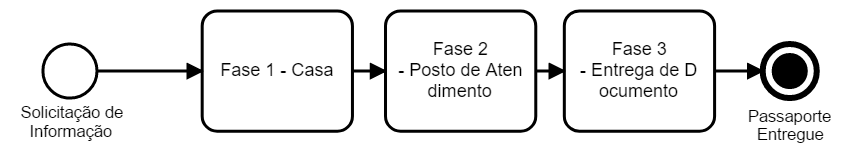 Solicitação de
Informação
Fase 1 - Casa
Fase 2
- Posto de Aten
dimento
Fase 3
- Entrega de D
ocumento
Passaporte
Entregue